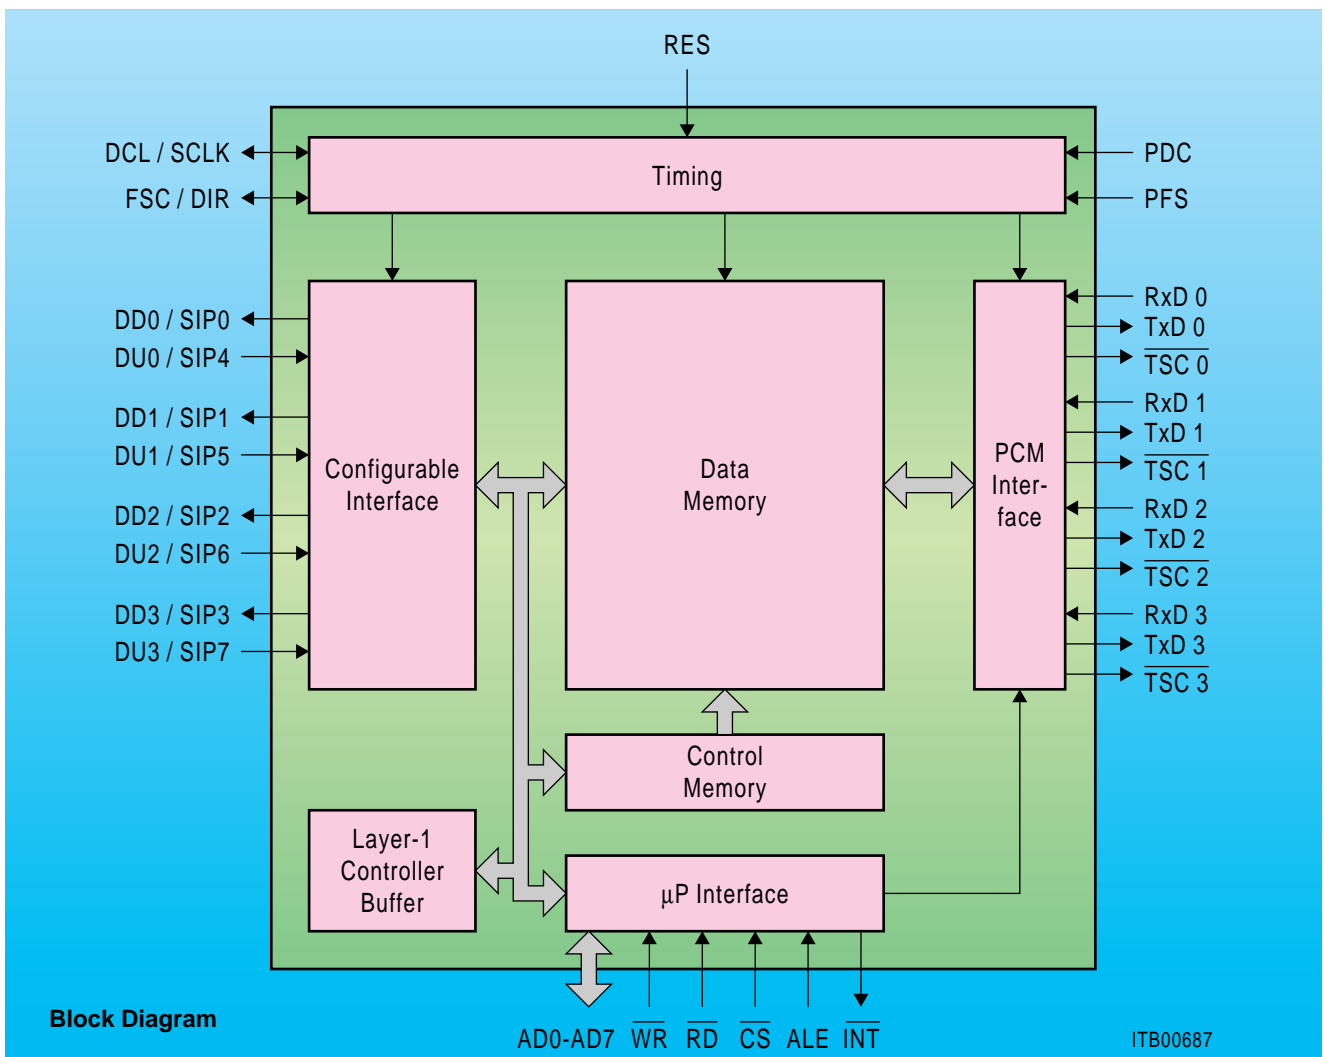 RES
DCL / SCLK
FSC / DIR
Timing
PDC
PFS
DD0 / SIP0
DU0 / SIP4
DD1 / SIP1
DU1 / SIP5
DD2 / SIP2
DU2 / SIP6
DD3 / SIP3
DU3 / SIP7
Configurable
Interface
Data
Memory
PCM
Inter-
face
RxD 0
TxD 0
TSC 0
RxD 1
TxD 1
TSC 1
RxD 2
TxD 2
TSC 2
RxD 3
TxD 3
TSC 3
Control
Memory
Layer-1
Controller
Buffer
µP Interface
AD0-AD7 WR RD CS ALE INT
Block Diagram
ITB00687